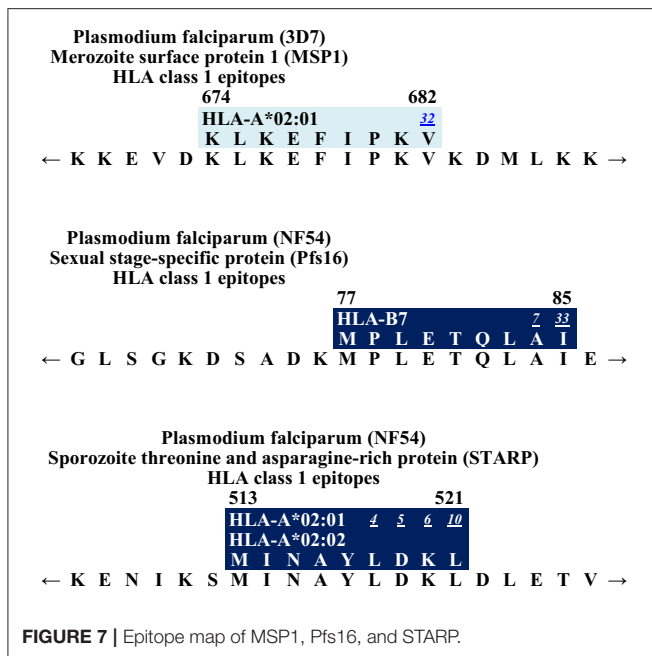 Plasmodium falciparum (3D7)
Merozoite surface protein 1 (MSP1)
HLA class 1 epitopes
674 682
HLA-A*02:01 32
K L K E F I P K V
← K K E V D K L K E F I P K V K D M L K K →
Plasmodium falciparum (NF54)
Sexual stage-specific protein (Pfs16)
HLA class 1 epitopes
77 85
HLA-B7 7 33
M P L E T Q L A I
← G L S G K D S A D K M P L E T Q L A I E →
Plasmodium falciparum (NF54)
Sporozoite threonine and asparagine-rich protein (STARP)
HLA class 1 epitopes
513 521
HLA-A*02:01 4 5 6 10
HLA-A*02:02
M I N A Y L D K L
← K E N I K S M I N A Y L D K L D L E T V →
FIGURE 7 | Epitope map of MSP1, Pfs16, and STARP.